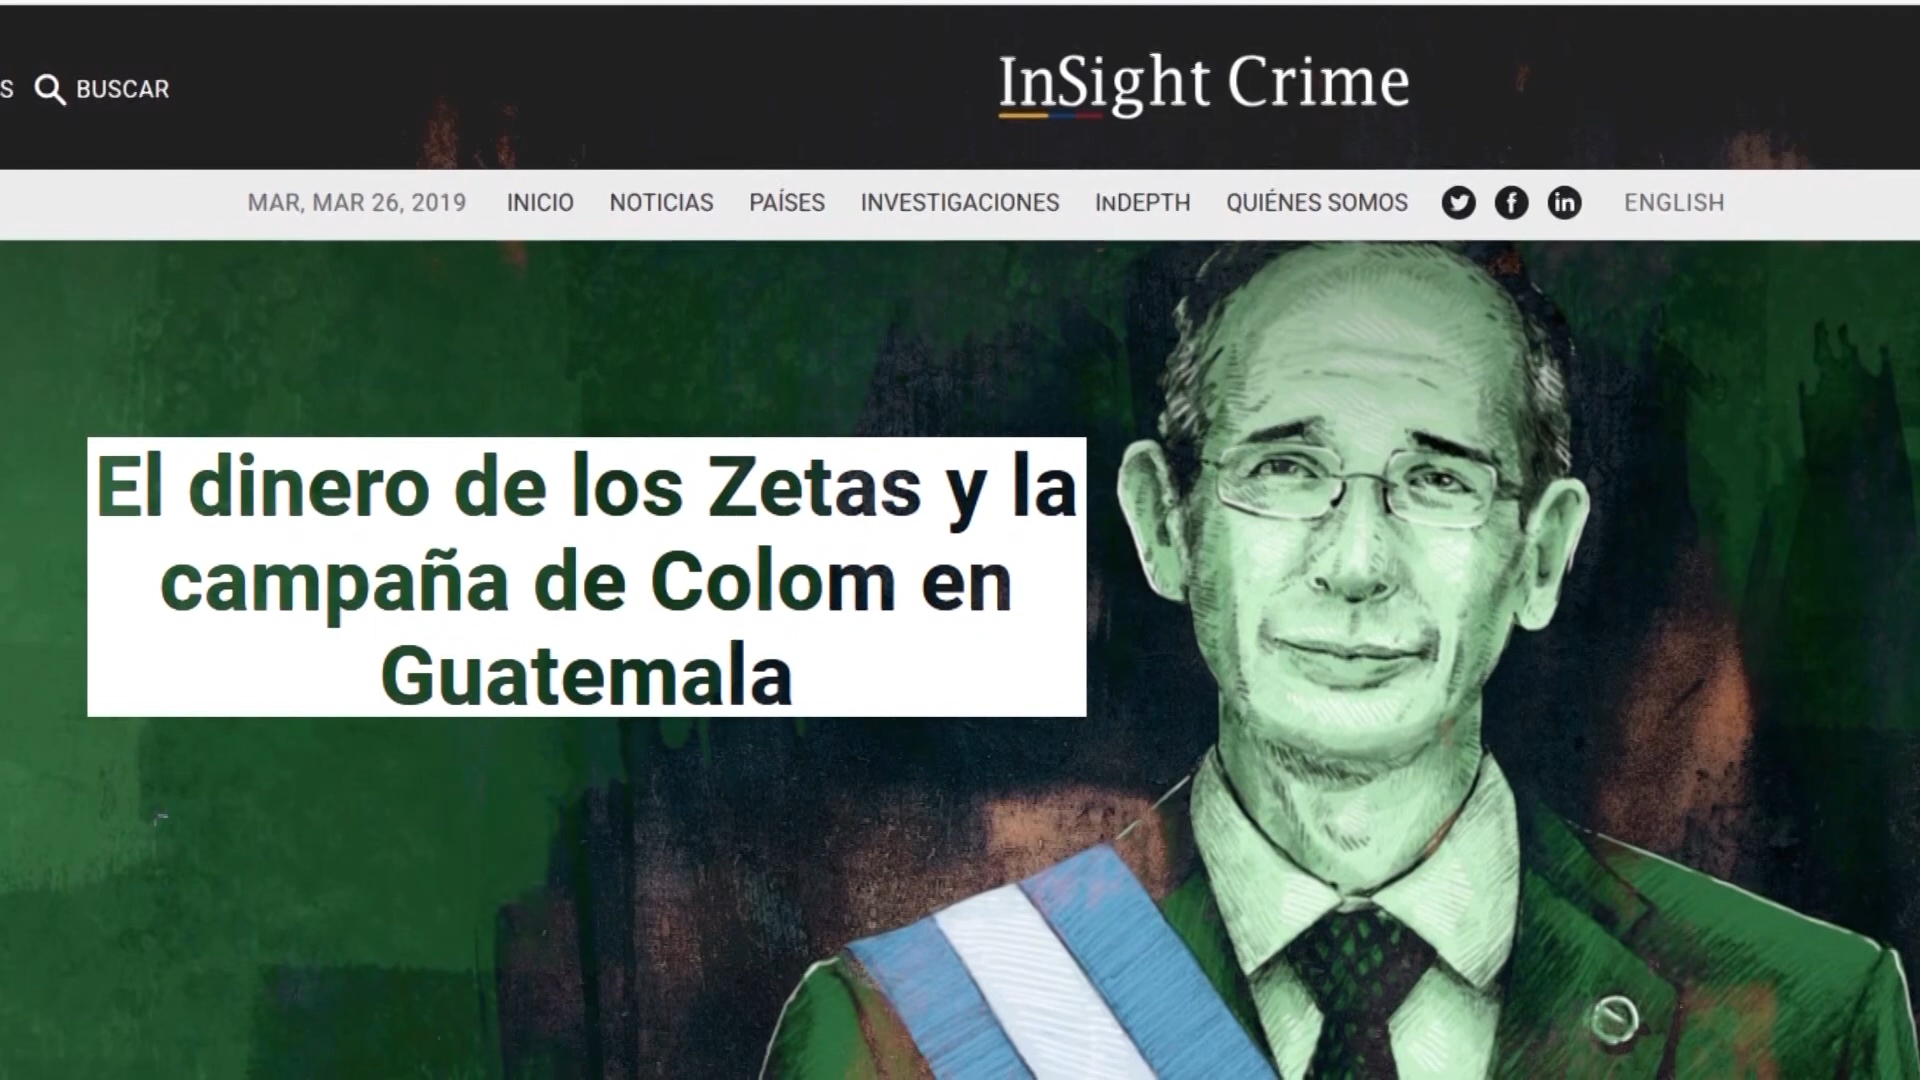 S BUSCAR
InSight Crime
MAR, MAR 26, 2019 INICIO NOTICIAS PAÍSES INVESTIGACIONES InDEPTH QUIÉNES SOMOS ENGLISH
El dinero de los Zetas y la
campaña de Colom en
Guatemala